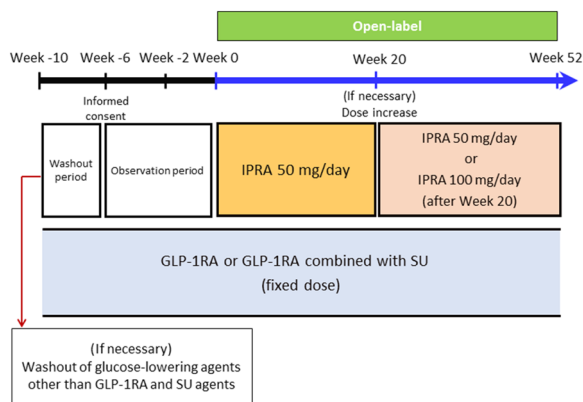 Open-label
Week -10 Week -6 Week -2 Week 0 Week 20 Week 52
Informed
consent
(If necessary)
Dose increase
Washout
period
Observation period
IPRA 50 mg/day
IPRA 50 mg/day
or
IPRA 100 mg/day
(after Week 20)
GLP-1RA or GLP-1RA combined with SU
(fixed dose)
(If necessary)
Washout of glucose-lowering agents
other than GLP-1RA and SU agents